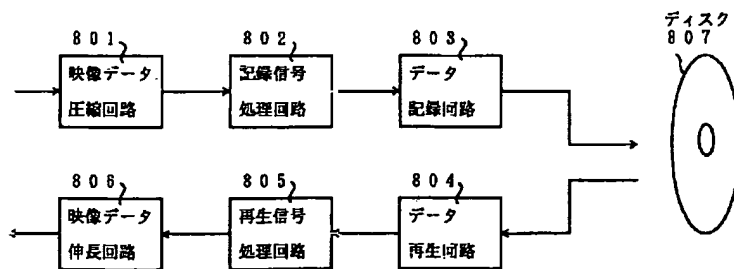 ディスク
807
801
802
803
映像データ
圧縮回路
記録信号
処理回路
データ
記録回路
806
805
804
映像データ
伸長回路
再生信号
処理回路
データ
再生回路